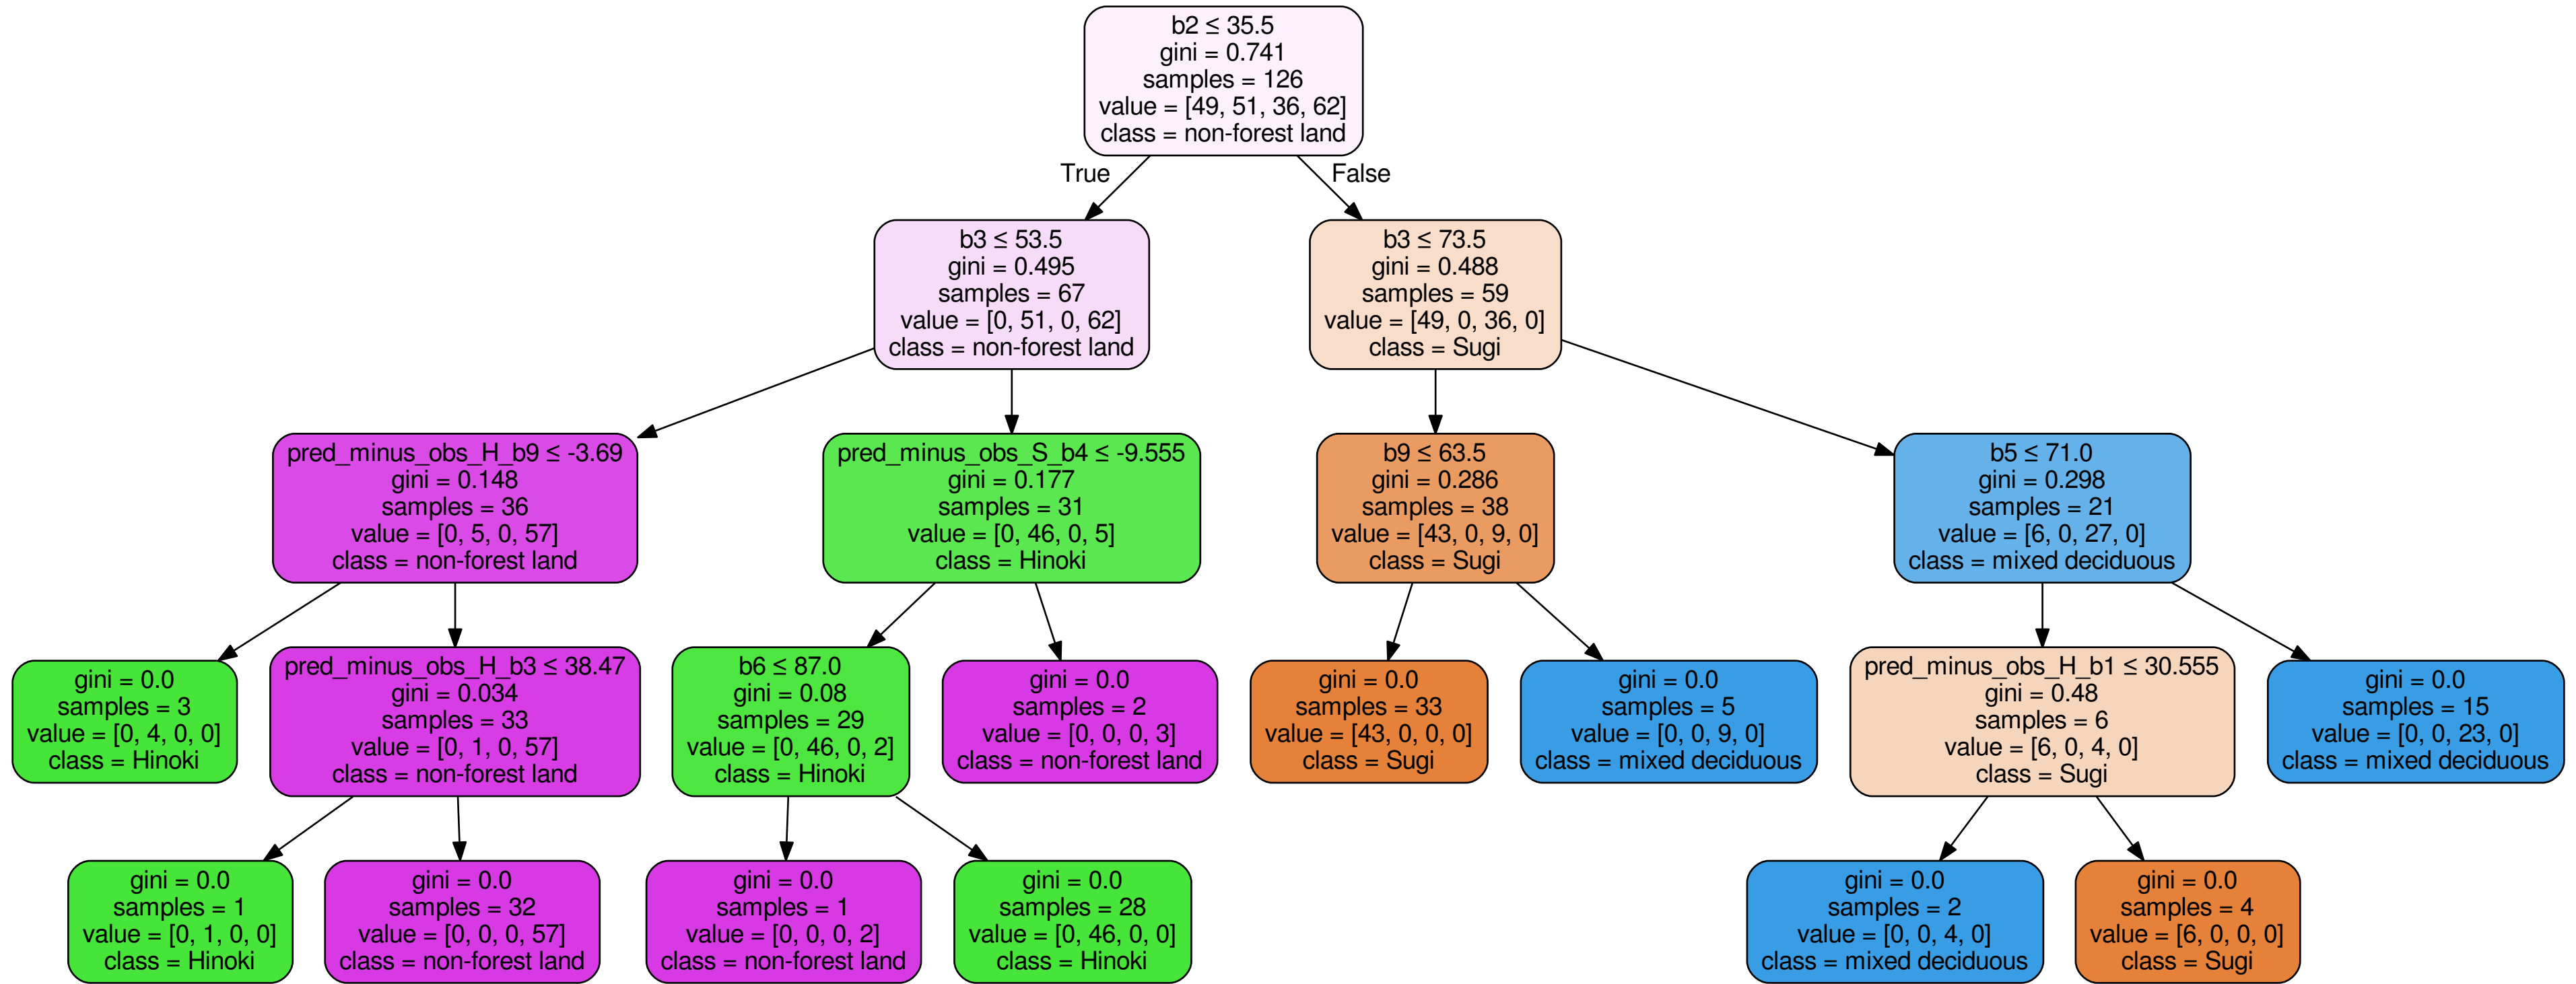 b2 ≤ 35.5
gini = 0.741
samples = 126
value = [49, 51, 36, 62]
class = non-forest land
True
False
b3 ≤ 53.5
gini = 0.495
samples = 67
value = [0, 51, 0, 62]
class = non-forest land
b3 ≤ 73.5
gini = 0.488
samples = 59
value = [49, 0, 36, 0]
class = Sugi
pred_minus_obs_H_b9 ≤ -3.69
gini = 0.148
samples = 36
value = [0, 5, 0, 57]
class = non-forest land
pred_minus_obs_S_b4 ≤ -9.555
gini = 0.177
samples = 31
value = [0, 46, 0, 5]
class = Hinoki
b9 ≤ 63.5
gini = 0.286
samples = 38
value = [43, 0, 9, 0]
class = Sugi
b5 ≤ 71.0
gini = 0.298
samples = 21
value = [6, 0, 27, 0]
class = mixed deciduous
gini = 0.0
samples = 3
value = [0, 4, 0, 0]
class = Hinoki
pred_minus_obs_H_b3 ≤ 38.47
gini = 0.034
samples = 33
value = [0, 1, 0, 57]
class = non-forest land
b6 ≤ 87.0
gini = 0.08
samples = 29
value = [0, 46, 0, 2]
class = Hinoki
gini = 0.0
samples = 2
value = [0, 0, 0, 3]
class = non-forest land
gini = 0.0
samples = 33
value = [43, 0, 0, 0]
class = Sugi
gini = 0.0
samples = 5
value = [0, 0, 9, 0]
class = mixed deciduous
pred_minus_obs_H_b1 ≤ 30.555
gini = 0.48
samples = 6
value = [6, 0, 4, 0]
class = Sugi
gini = 0.0
samples = 15
value = [0, 0, 23, 0]
class = mixed deciduous
gini = 0.0
samples = 1
value = [0, 1, 0, 0]
class = Hinoki
gini = 0.0
samples = 32
value = [0, 0, 0, 57]
class = non-forest land
gini = 0.0
samples = 1
value = [0, 0, 0, 2]
class = non-forest land
gini = 0.0
samples = 28
value = [0, 46, 0, 0]
class = Hinoki
gini = 0.0
samples = 2
value = [0, 0, 4, 0]
class = mixed deciduous
gini = 0.0
samples = 4
value = [6, 0, 0, 0]
class = Sugi